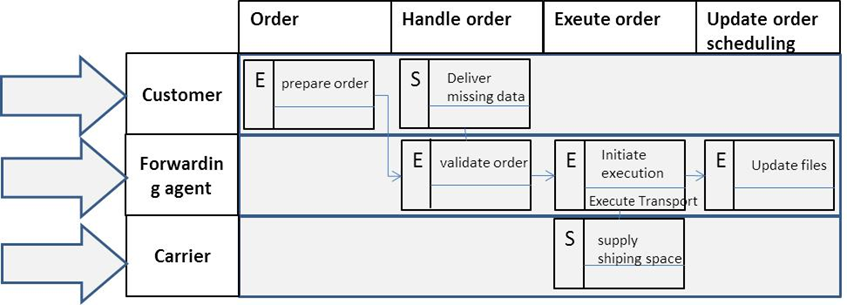 Order
Handle order
Exeute order
Update order
scheduling
Customer
E
prepare order
S
Deliver
missing data
Forwardin
g agent
E
validate order
E
Initiate
execution
Execute Transport
E
Update files
Carrier
S
supply
shiping space